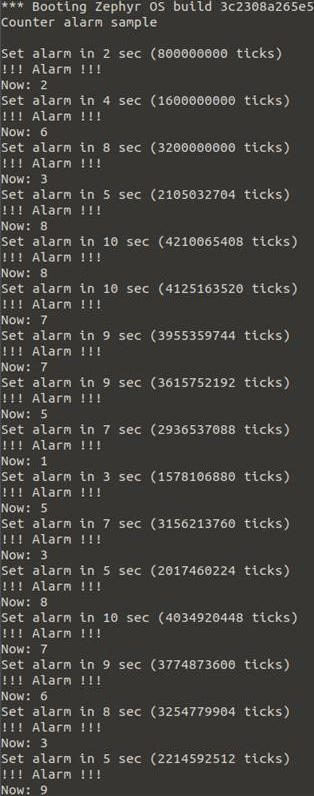 *** Booting Zephyr OS build 3c2308a265e5
Counter alarm sample

Set alarm in 2 sec (800000000 ticks)
!!! Alarm !!!
Now: 2
Set alarm in 4 sec (1600000000 ticks)
!!! Alarm !!!
Now: 6
Set alarm in 8 sec (3200000000 ticks)
!!! Alarm !!!
Now: 3
Set alarm in 5 sec (2105032704 ticks)
!!! Alarm !!!
Now: 8
Set alarm in 10 sec (4210065408 ticks)
!!! Alarm !!!
Now: 8
Set alarm in 10 sec (4125163520 ticks)
!!! Alarm !!!
Now: 7
Set alarm in 9 sec (3955359744 ticks)
!!! Alarm !!!
Now: 7
Set alarm in 9 sec (3615752192 ticks)
!!! Alarm !!!
Now: 5
Set alarm in 7 sec (2936537088 ticks)
!!! Alarm !!!
Now: 1
Set alarm in 3 sec (1578106880 ticks)
!!! Alarm !!!
Now: 5
Set alarm in 7 sec (3156213760 ticks)
!!! Alarm !!!
Now: 3
Set alarm in 5 sec (2017460224 ticks)
!!! Alarm !!!
Now: 8
Set alarm in 10 sec (4034920448 ticks)
!!! Alarm !!!
Now: 7
Set alarm in 9 sec (3774873600 ticks)
!!! Alarm !!!
Now: 6
Set alarm in 8 sec (3254779904 ticks)
!!! Alarm !!!
Now: 3
Set alarm in 5 sec (2214592512 ticks)
!!! Alarm !!!
Now: 9